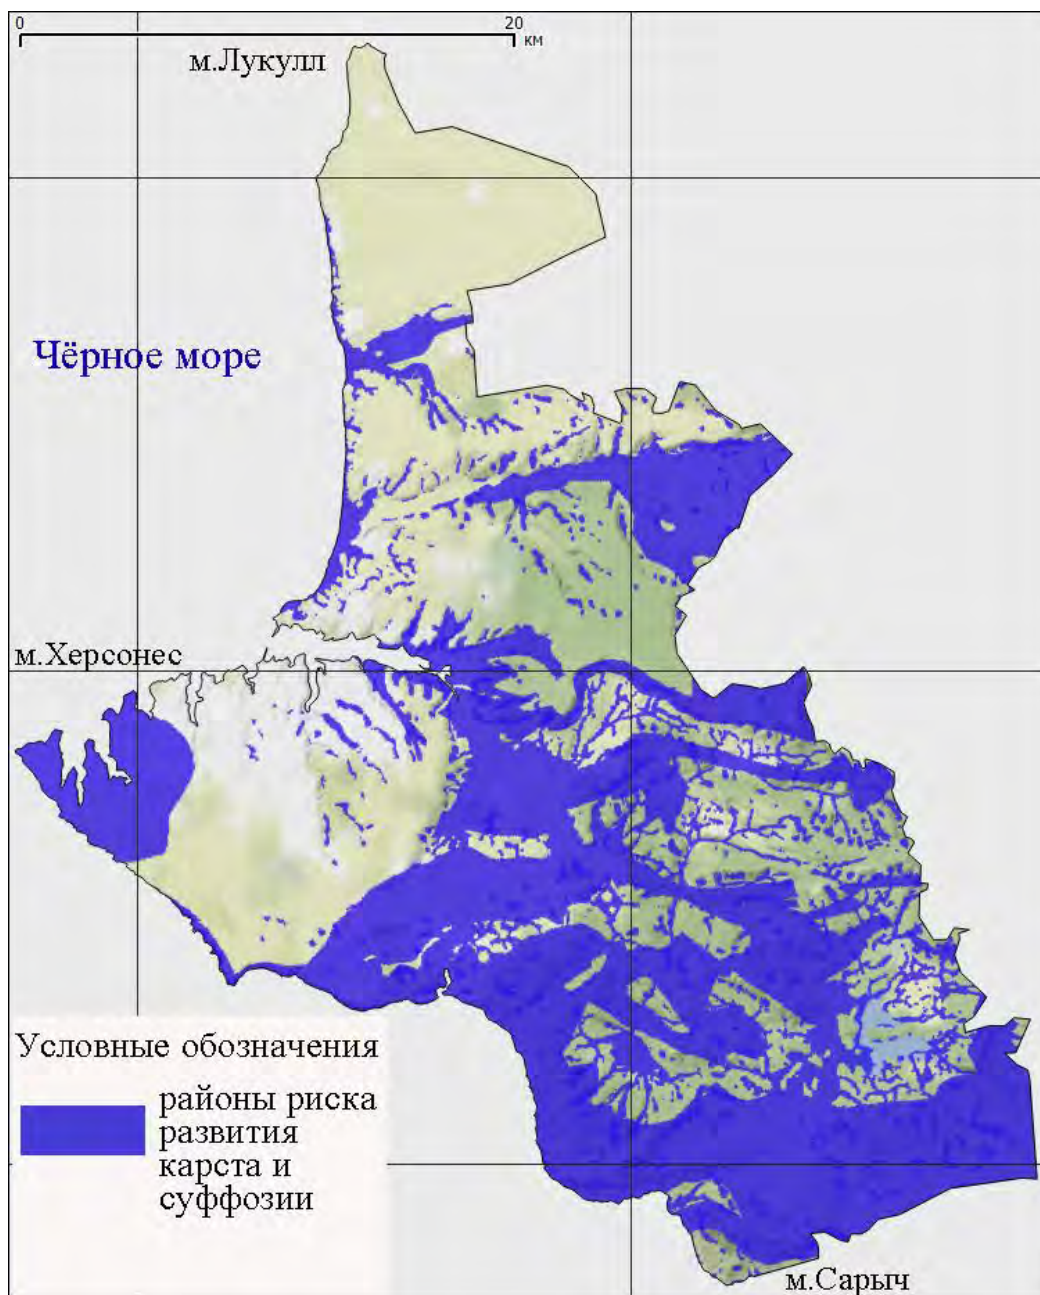 0 20
км
м.Лукулл
Чёрное море
м.Херсонес
Условные обозначения
районы риска
развития
карста и
суффозии
м.Сарыч